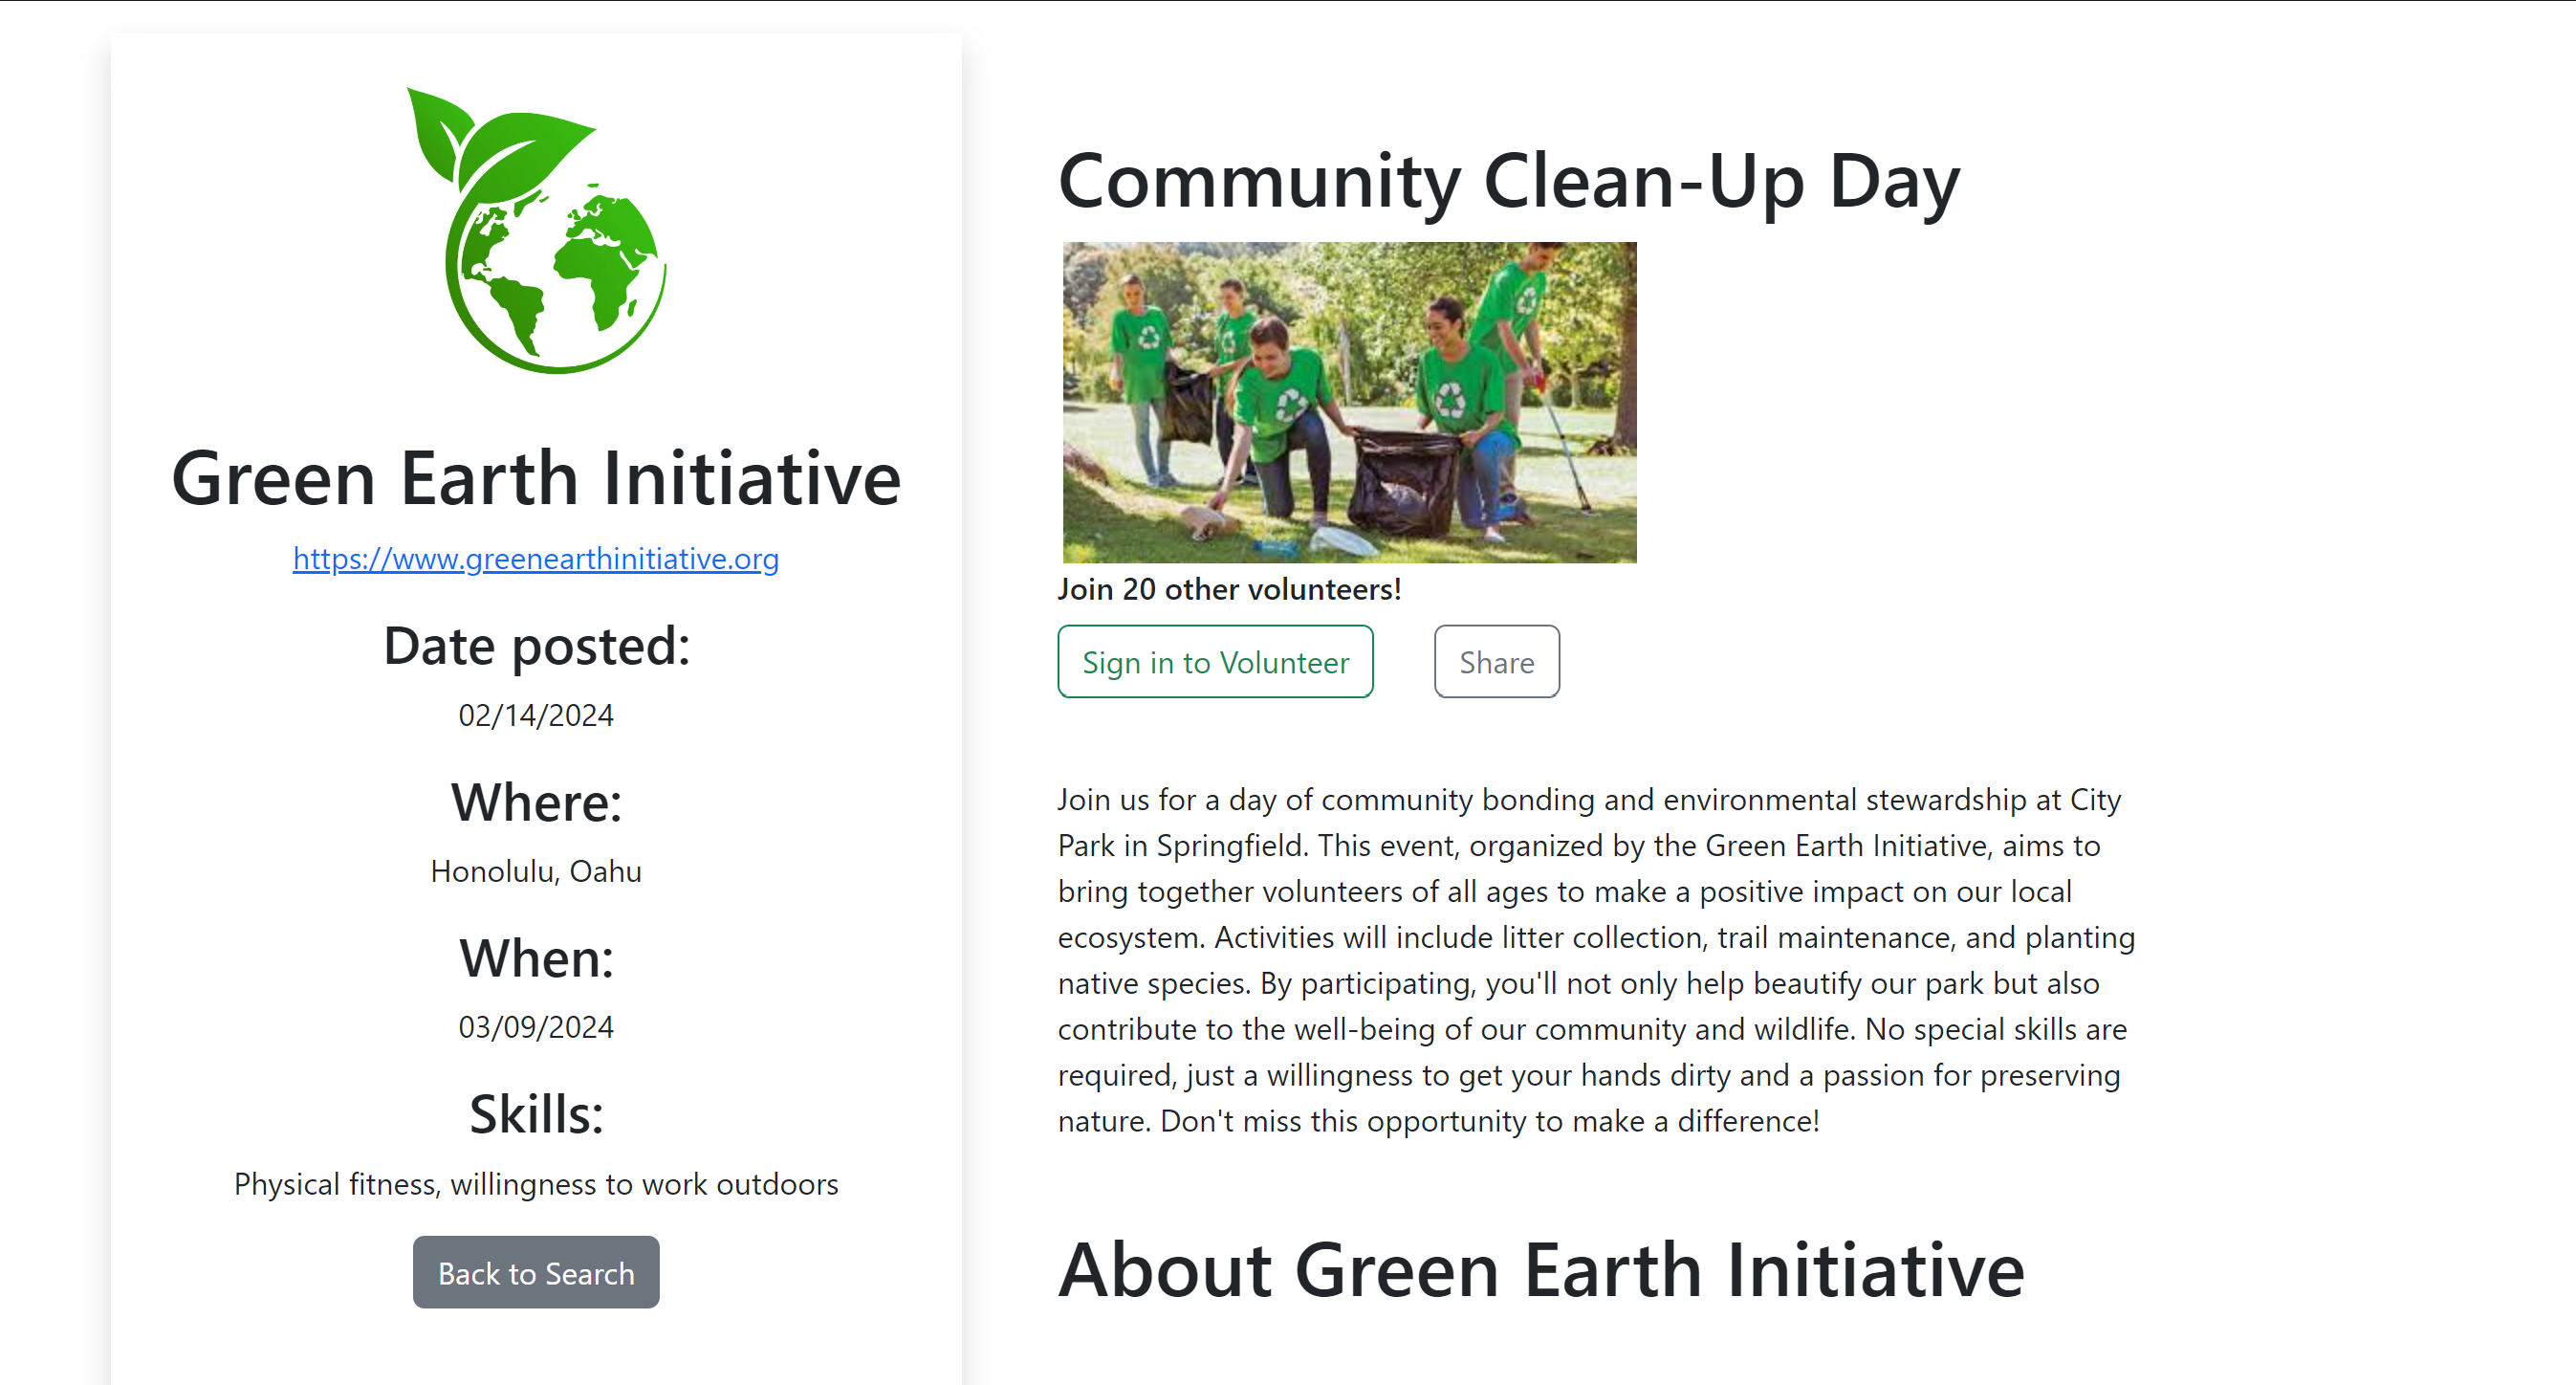 Green Earth Initiative
https://www.greenearthinitiative.org
Date posted:
02/14/2024
Where:
Honolulu, Oahu
When:
03/09/2024
Skills:
Physical fitness, willingness to work outdoors
Back to Search
Community Clean-Up Day
Join 20 other volunteers!
Sign in to Volunteer
Share
Join us for a day of community bonding and environmental stewardship at City
Park in Springfield. This event, organized by the Green Earth Initiative, aims to
bring together volunteers of all ages to make a positive impact on our local
ecosystem. Activities will include litter collection, trail maintenance, and planting
native species. By participating, you'll not only help beautify our park but also
contribute to the well-being of our community and wildlife. No special skills are
required, just a willingness to get your hands dirty and a passion for preserving
nature. Don't miss this opportunity to make a difference!
About Green Earth Initiative